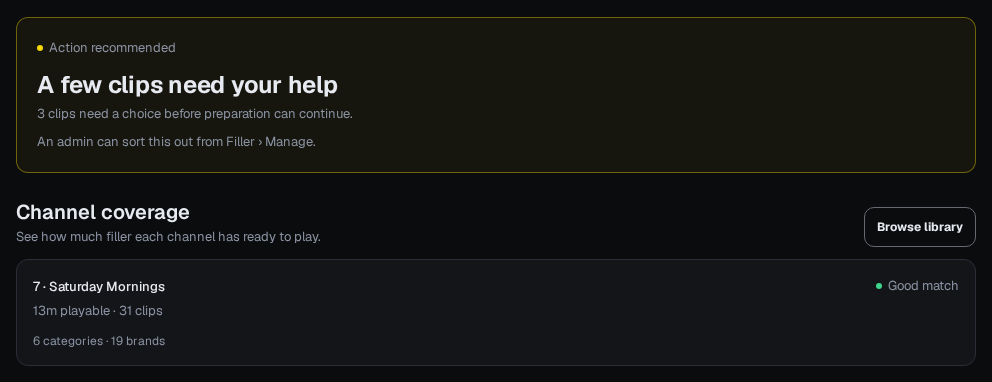 Action recommended
A few clips need your help
3 clips need a choice before preparation can continue.
An admin can sort this out from Filler › Manage.
Channel coverage
See how much filler each channel has ready to play.
Browse library
7 · Saturday Mornings
Good match
13m playable · 31 clips
6 categories · 19 brands